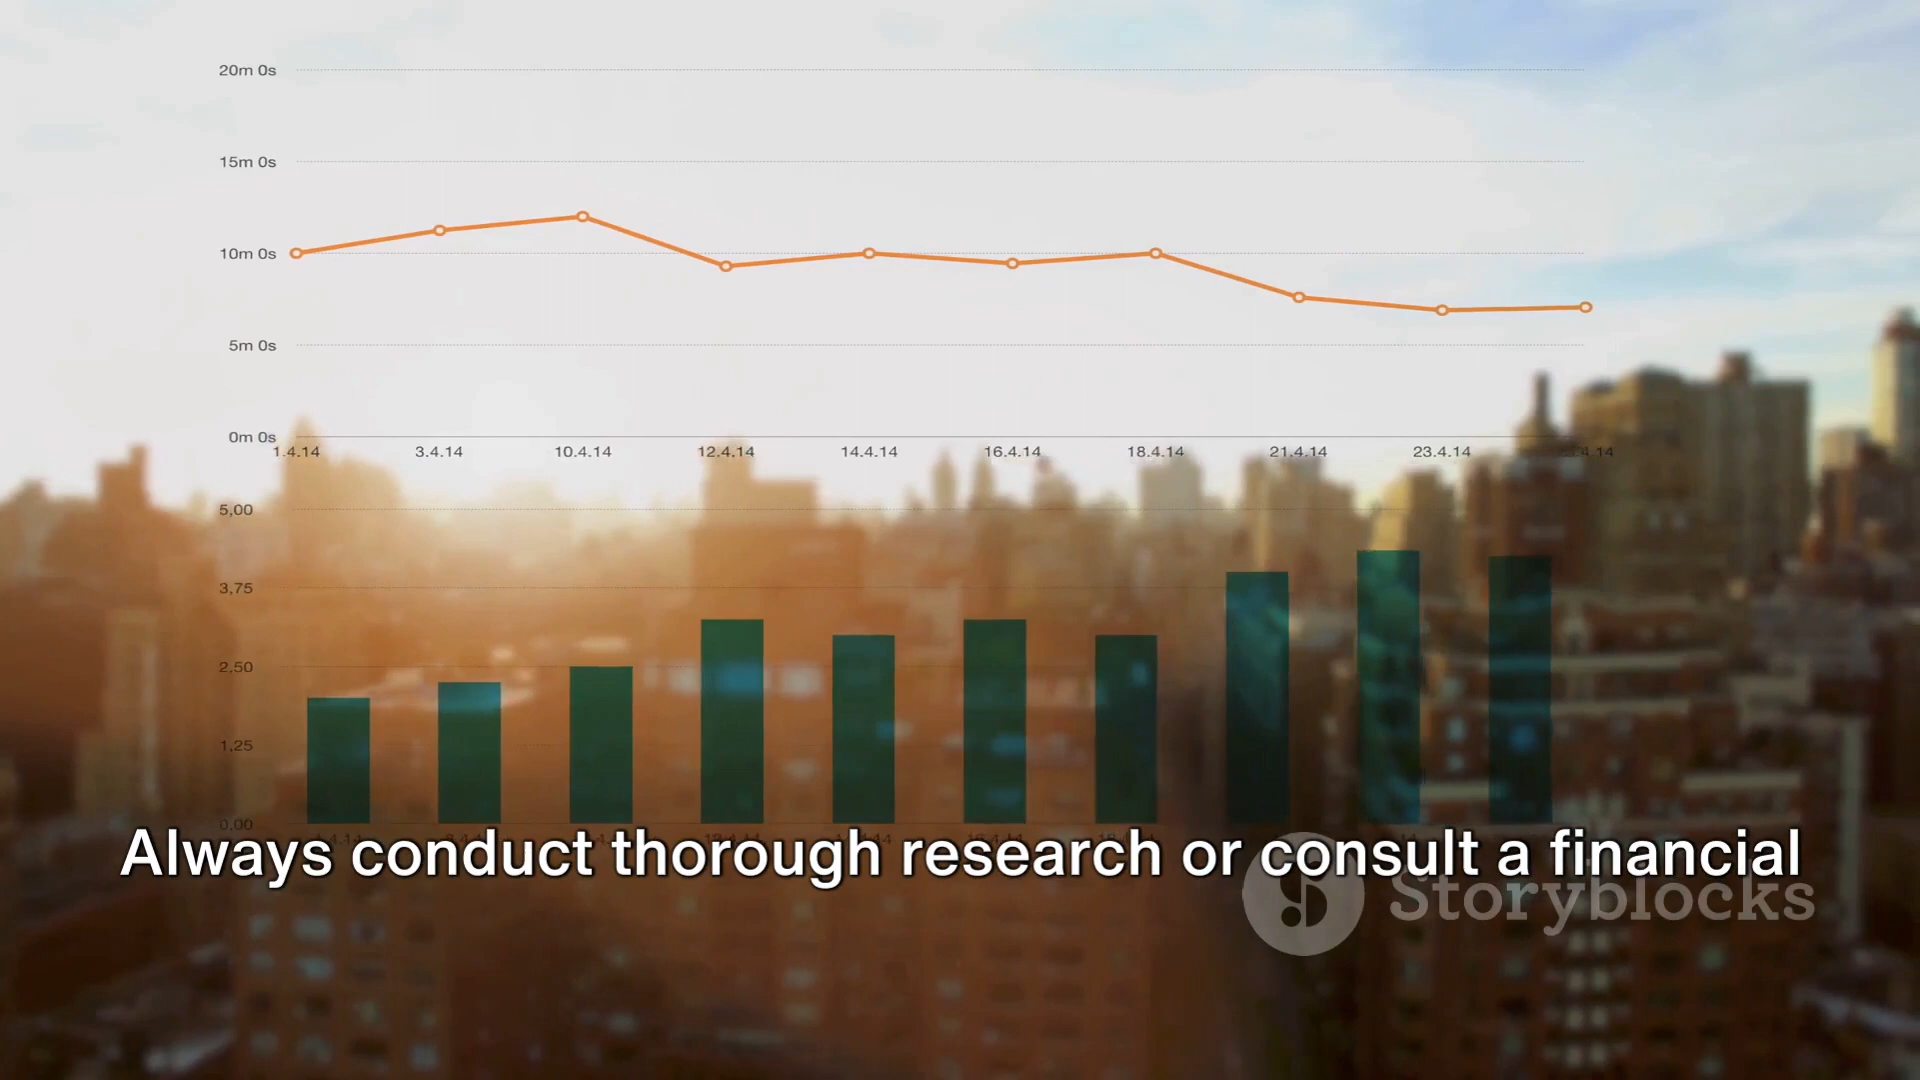 20m 0s
15m 0s
10m 0s
5m 0s
0m 0s
1.4.14 3.4.14 10.4.14 12.4.14 14.4.14 16.4.14 18.4.14 21.4.14 23.4.14
5,00
3,75
2,50
1,25
0,00
Always conduct thorough research or consult a financial
Storyblocks